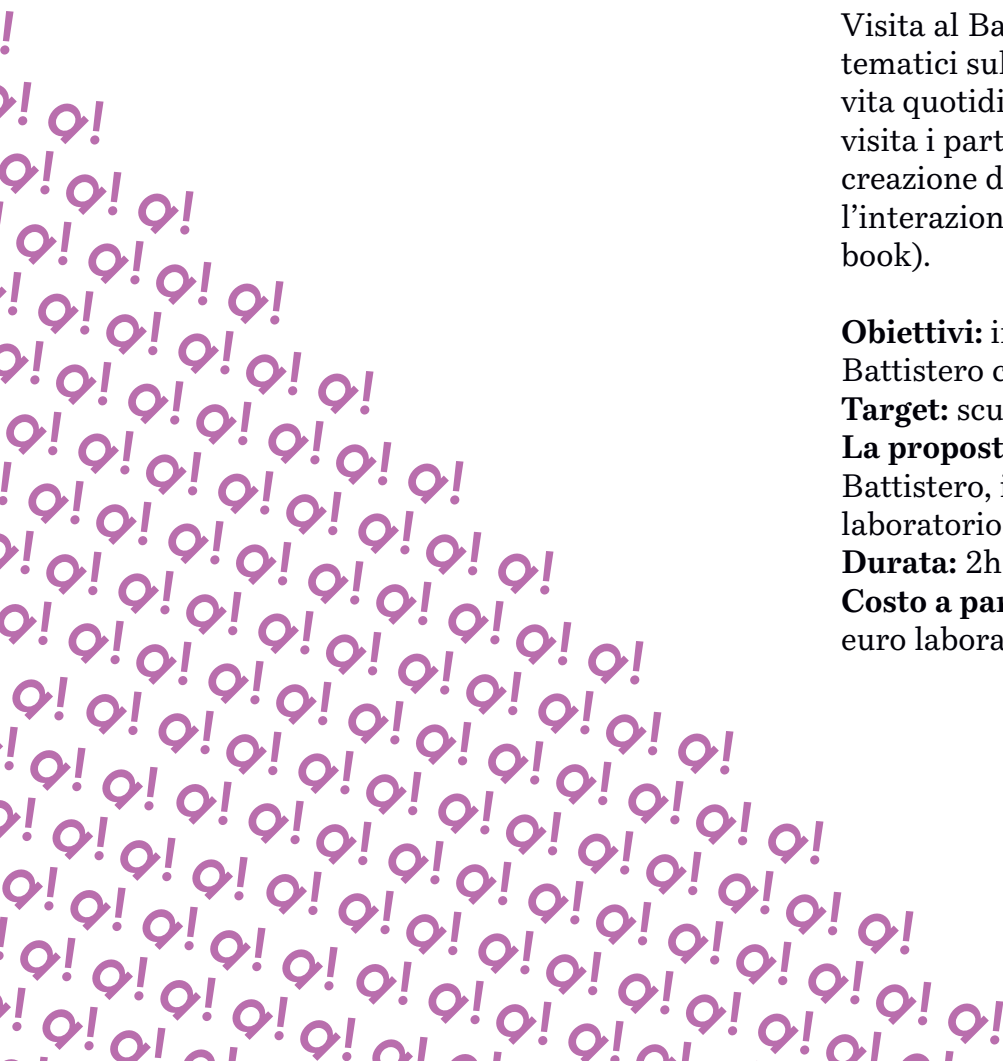 Visita al Ba
tematici sul
vita quotidi
visita i part
creazione d
l’interazion
book).
Obiettivi: i
Battistero c
Target: scu
La propost
Battistero, i
laboratorio
Durata: 2h
Costo a par
euro labora